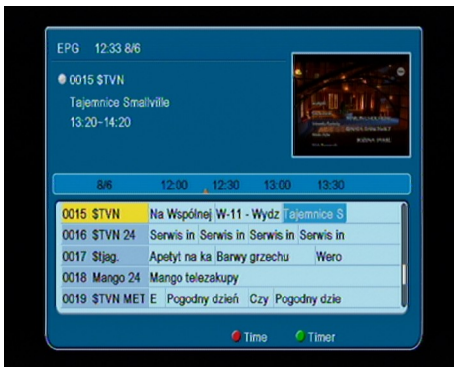 EPG 12:33 8/6
0015 $TVN
Tajemnice Smallville
13:20~14:20
8/6 12:00 12:30 13:00 13:30
0015 $TVN Na Wspólnej W-11 - Wydz Tajemnice S
0016 $TVN 24 Serwis in Serwis in Serwis in Serwis in
0017 $tjag. Apetyt na ka Barwy grzechu Wero
0018 Mango 24 Mango telezakupy
0019 $TVN MET E Pogodny dzień Czy Pogodny dzie
Time Timer